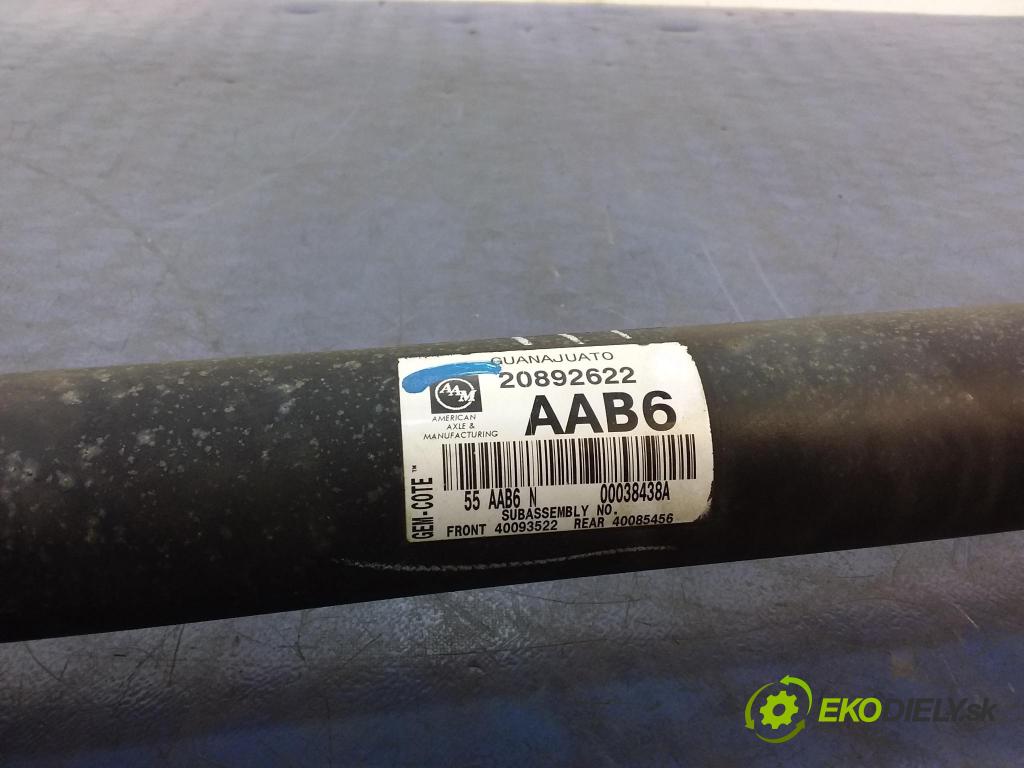 GUANAJUATO
20892622
AAM
AMERICAN
AXLE &
MANUFACTURING
AAB6
55 AAB6 N 00038438A
SUBASSEMBLY NO.
FRONT 40093522 REAR 40085456
GEM-COTE™
EKODIELY.sk